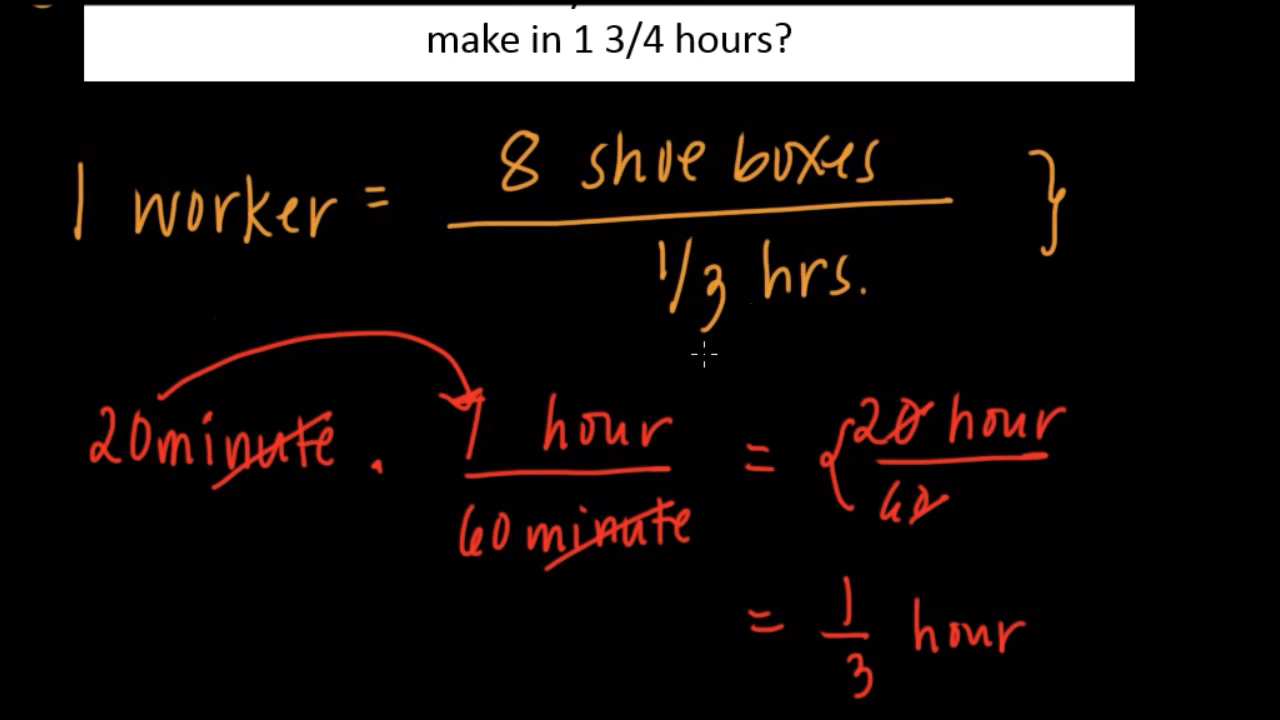 make in 1 3/4 hours?
1 worker = 8 shoe boxes }
1/3 hrs.
20 minute . 1 hour = { 20 hour
60 minute 60
= 1 hour
3